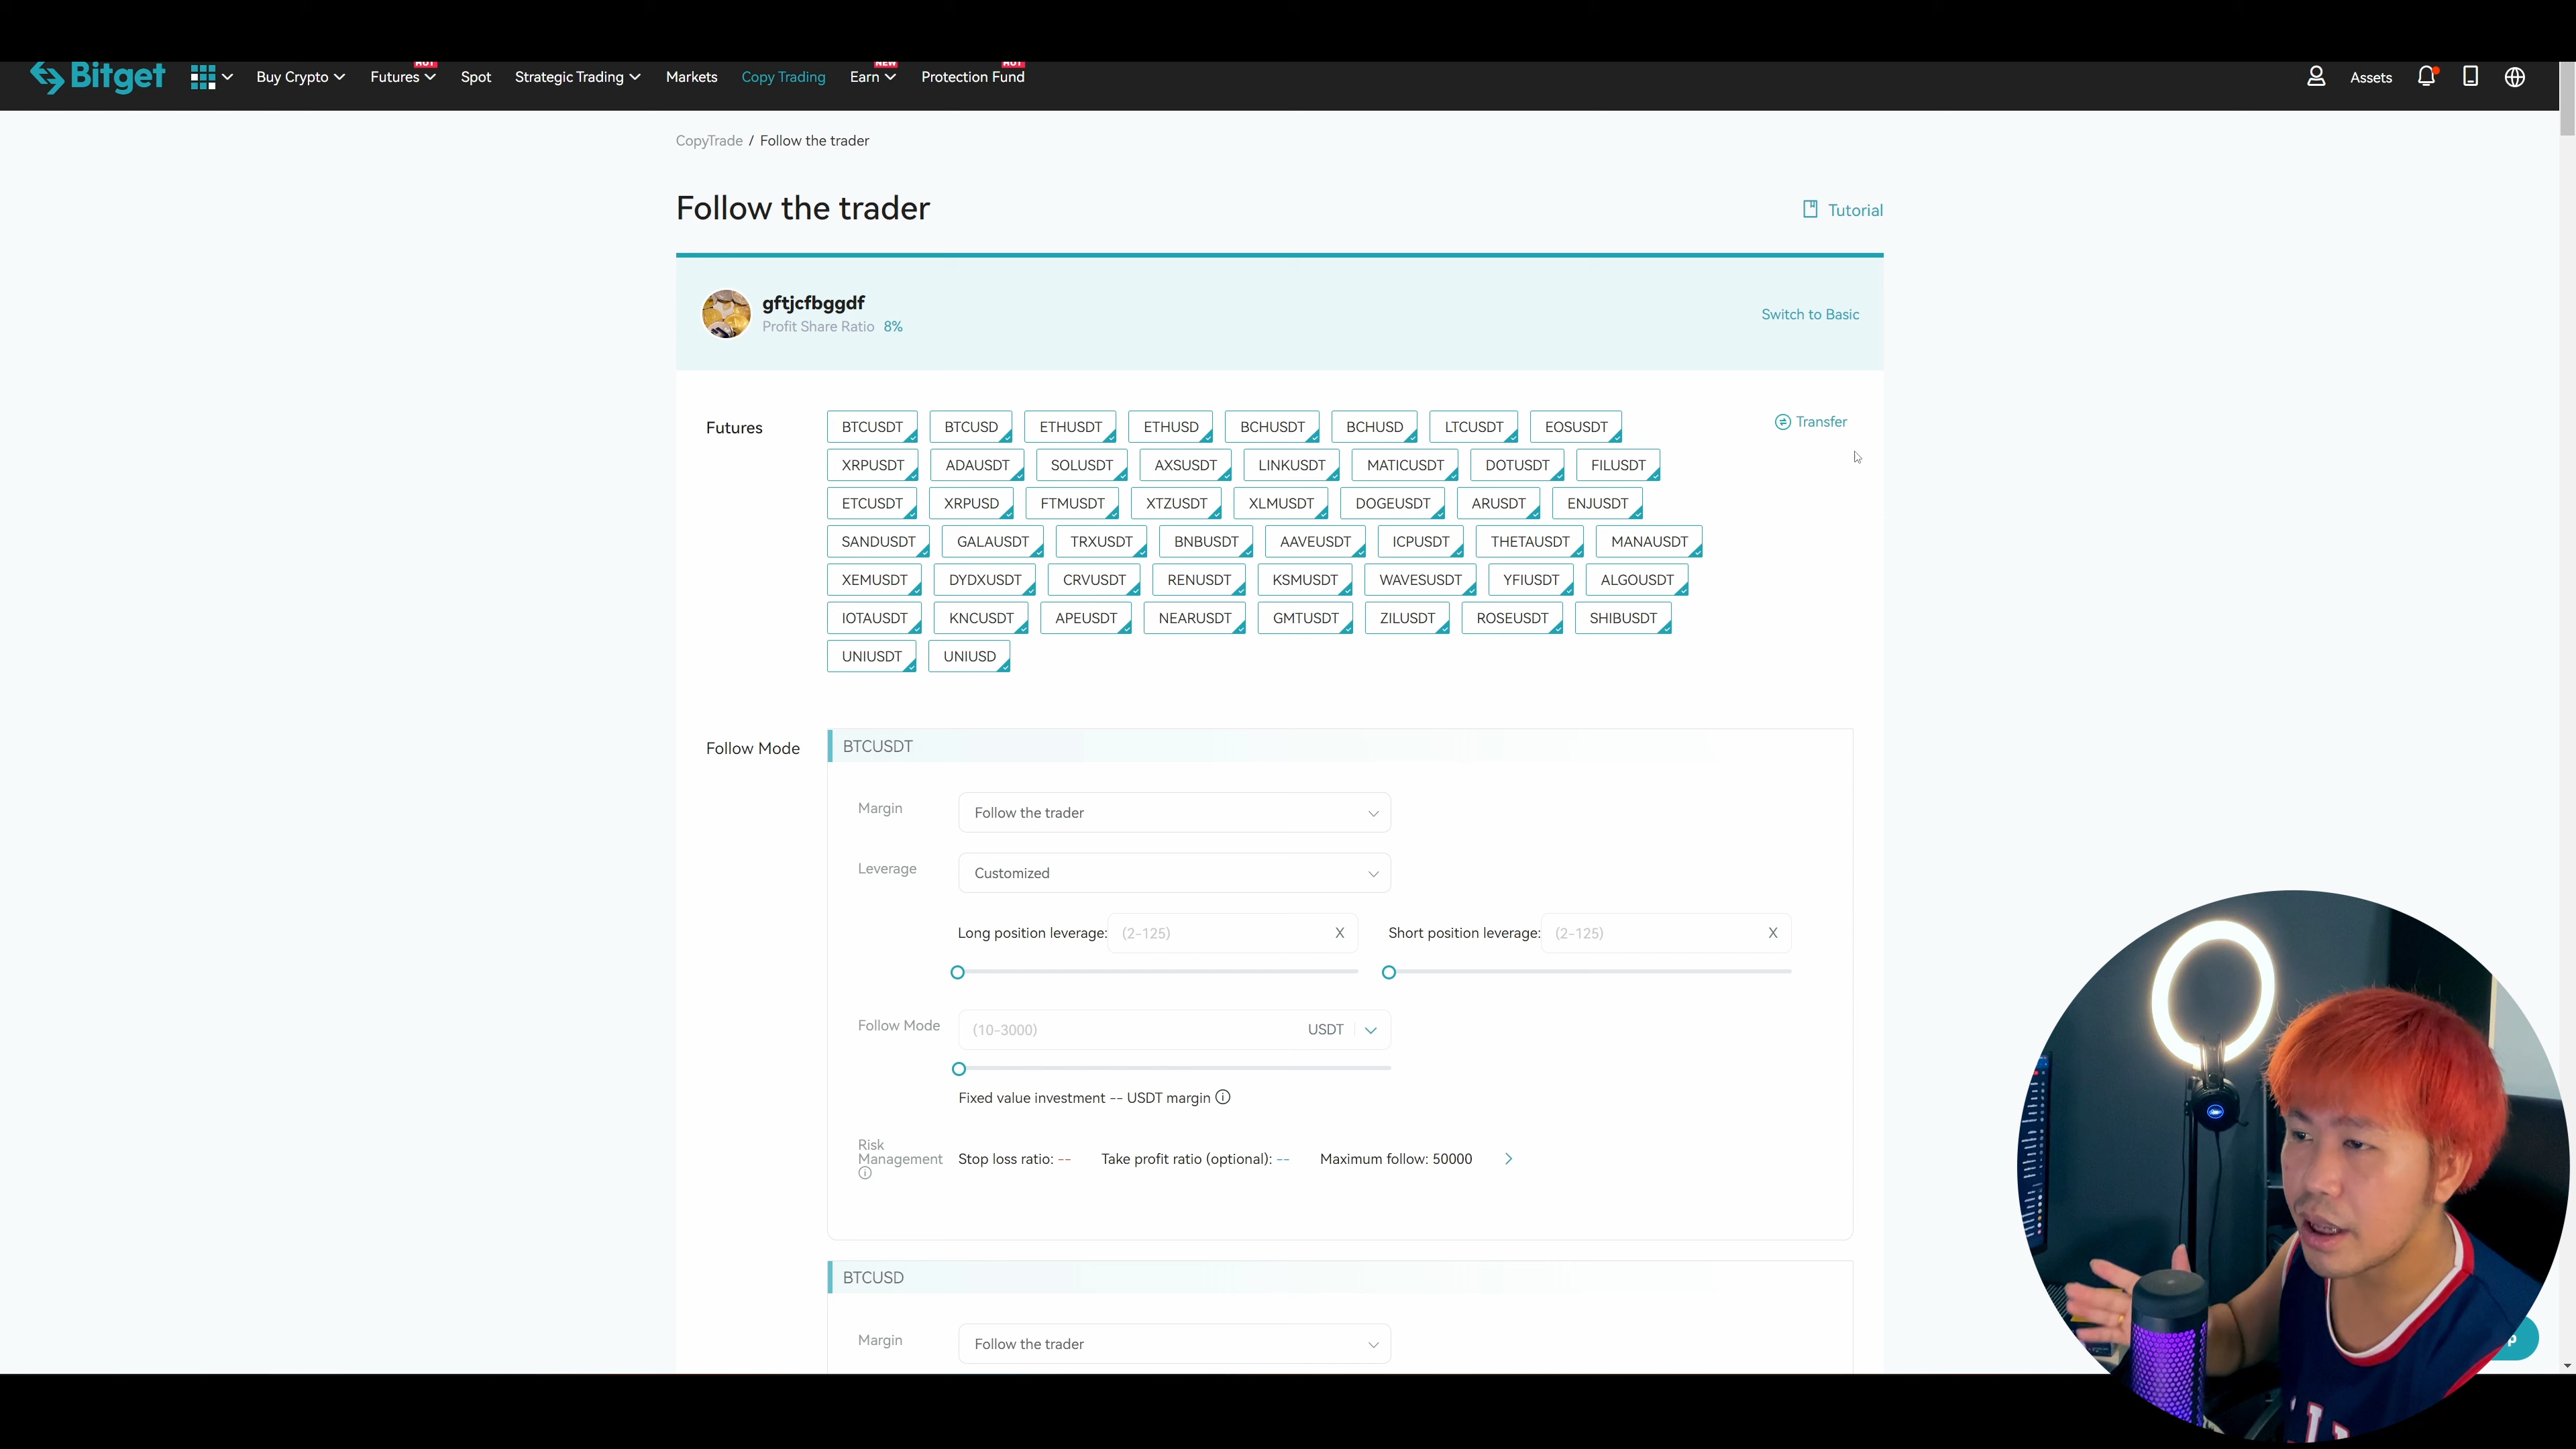 Bitget Buy Crypto Futures HOT Spot Strategic Trading Markets Copy Trading Earn NEW Protection Fund HOT Assets
CopyTrade / Follow the trader
Follow the trader
Tutorial
gftjcfbggdf
Profit Share Ratio 8%
Switch to Basic
Futures
BTCUSDT BTCUSD ETHUSDT ETHUSD BCHUSDT BCHUSD LTCUSDT EOSUSDT
Transfer
XRPUSDT ADAUSDT SOLUSDT AXSUSDT LINKUSDT MATICUSDT DOTUSDT FILUSDT
ETCUSDT XRPUSD FTMUSDT XTZUSDT XLMUSDT DOGEUSDT ARUSDT ENJUSDT
SANDUSDT GALAUSDT TRXUSDT BNBUSDT AAVEUSDT ICPUSDT THETAUSDT MANAUSDT
XEMUSDT DYDXUSDT CRVUSDT RENUSDT KSMUSDT WAVESUSDT YFIUSDT ALGOUSDT
IOTAUSDT KNCUSDT APEUSDT NEARUSDT GMTUSDT ZILUSDT ROSEUSDT SHIBUSDT
UNIUSDT UNIUSD
Follow Mode
BTCUSDT
Margin Follow the trader
Leverage Customized
Long position leverage: (2-125) X Short position leverage: (2-125) X
Follow Mode (10-3000) USDT
Fixed value investment -- USDT margin
Risk
Management Stop loss ratio: -- Take profit ratio (optional): -- Maximum follow: 50000
BTCUSD
Margin Follow the trader